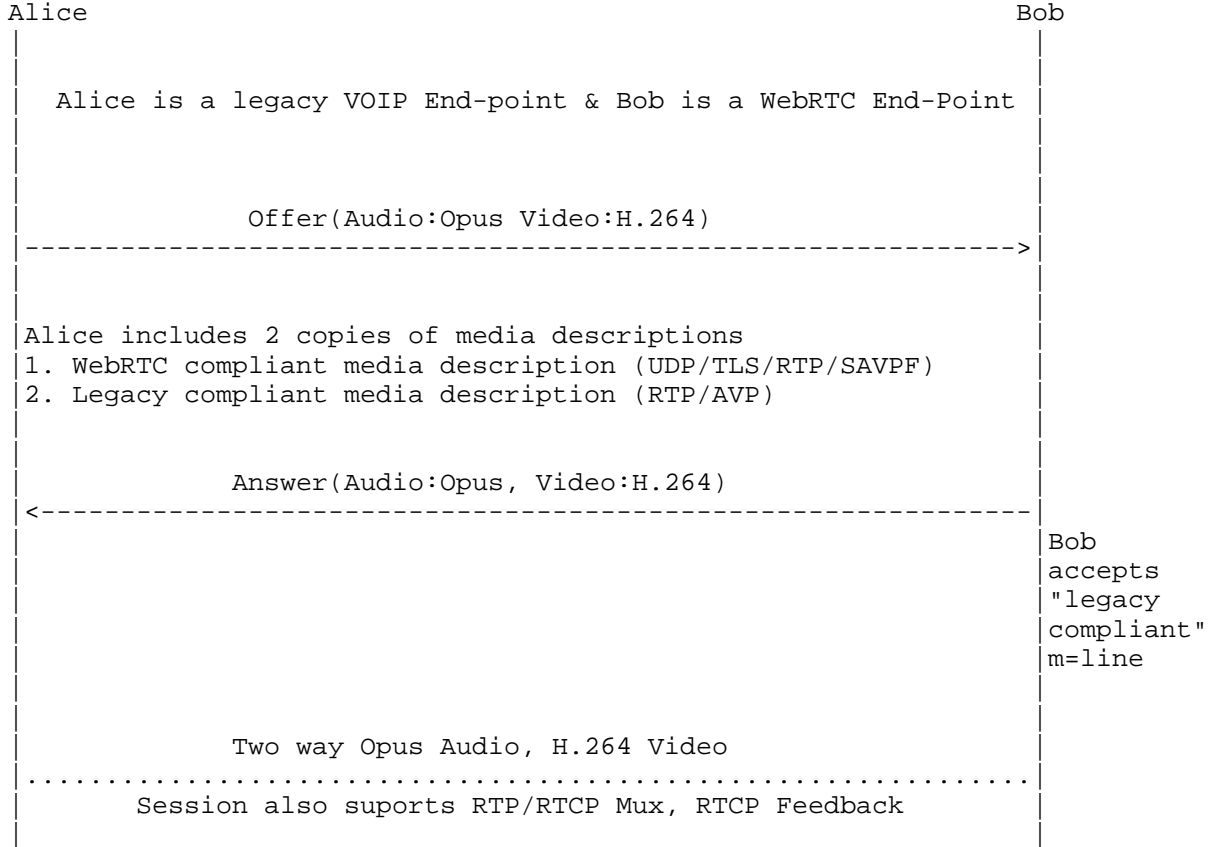 Alice Bob
Alice is a legacy VOIP End-point & Bob is a WebRTC End-Point
Offer(Audio:Opus Video:H.264)
Alice includes 2 copies of media descriptions
1. WebRTC compliant media description (UDP/TLS/RTP/SAVPF)
2. Legacy compliant media description (RTP/AVP)
Answer(Audio:Opus, Video:H.264)
Bob
accepts
"legacy
compliant"
m=line
Two way Opus Audio, H.264 Video
Session also suports RTP/RTCP Mux, RTCP Feedback